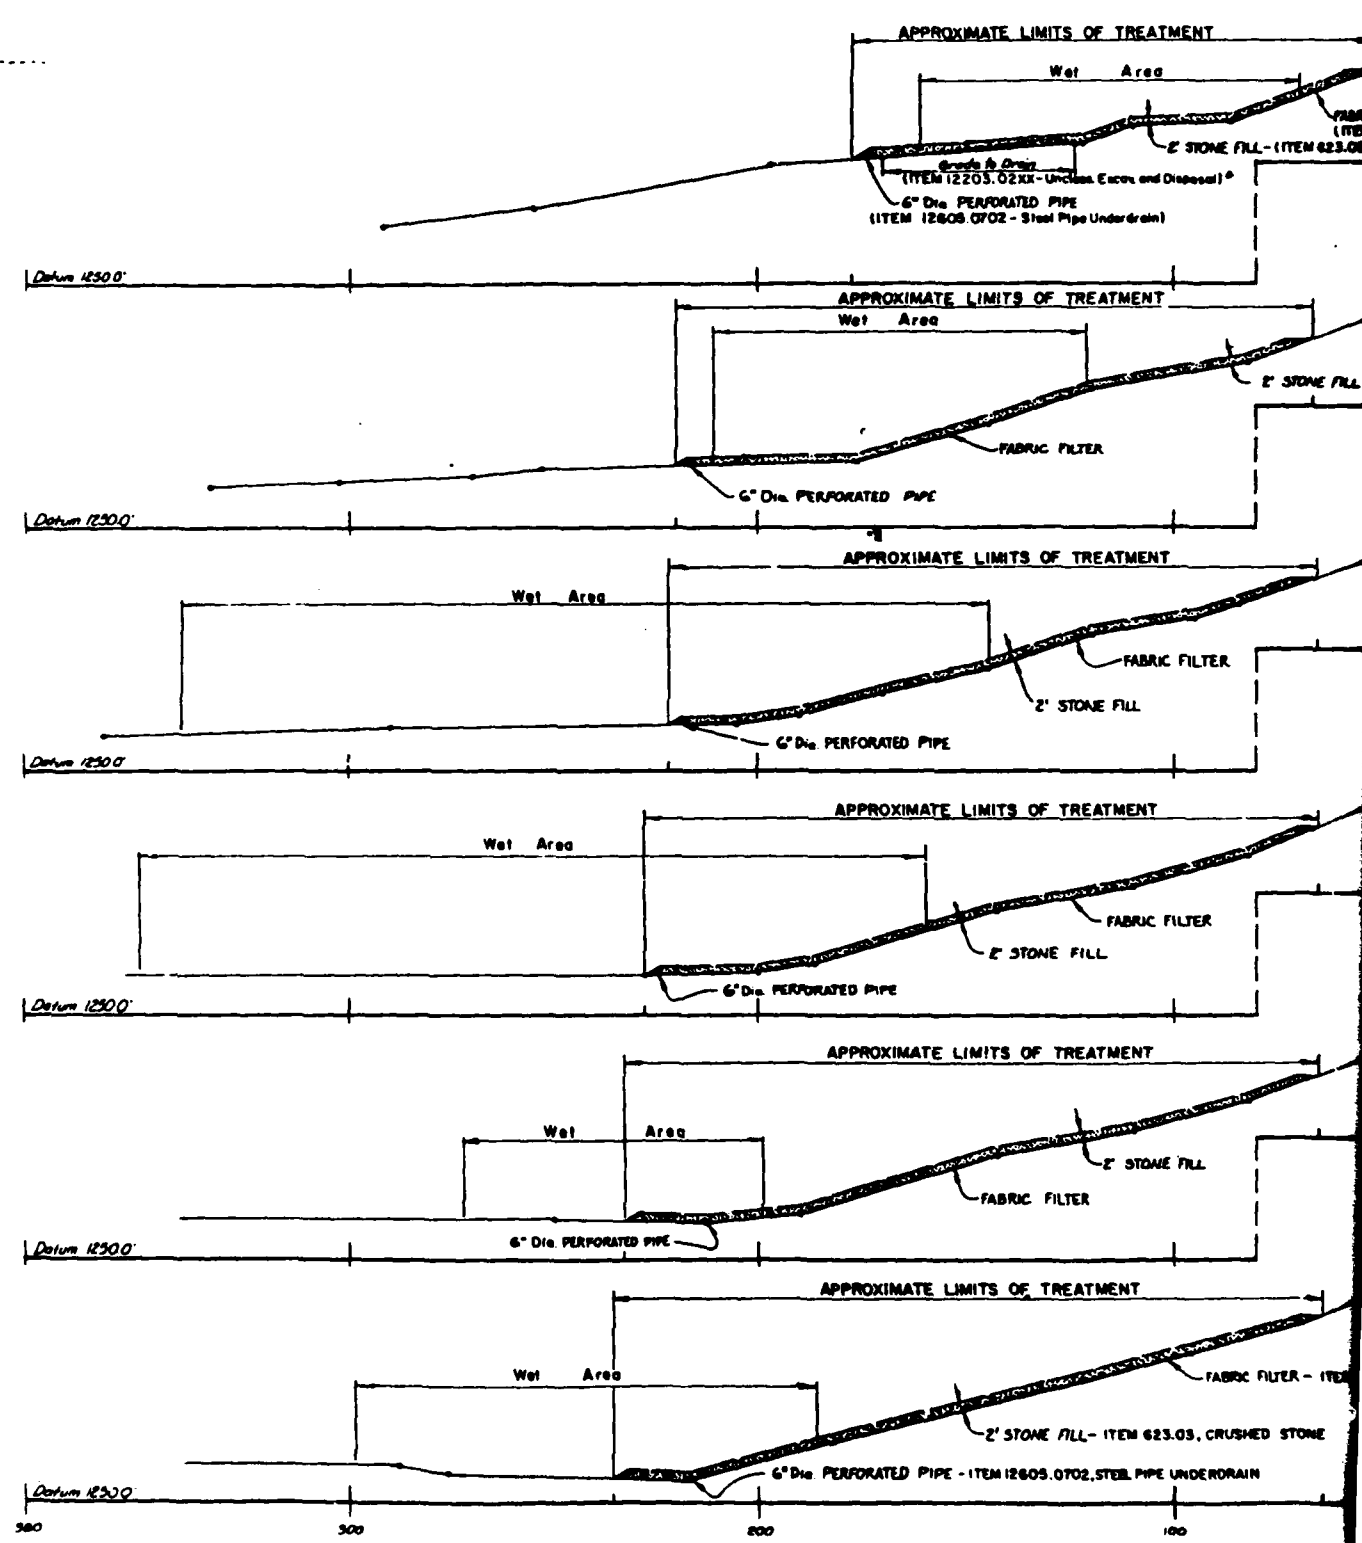 APPROXIMATE LIMITS OF TREATMENT
Wet Area
FABR
(ITE
2' STONE FILL-(ITEM 623.0
Grade to Drain
(ITEM 12203.02XX-Unclass. Excav. and Disposal)*
6" Dia. PERFORATED PIPE
(ITEM 12605.0702 - Steel Pipe Underdrain)
Datum 1250.0'
APPROXIMATE LIMITS OF TREATMENT
Wet Area
2' STONE FILL
FABRIC FILTER
6" Dia. PERFORATED PIPE
Datum 1250.0'
APPROXIMATE LIMITS OF TREATMENT
Wet Area
FABRIC FILTER
2' STONE FILL
6" Dia. PERFORATED PIPE
Datum 1250.0'
APPROXIMATE LIMITS OF TREATMENT
Wet Area
FABRIC FILTER
2' STONE FILL
6" Dia. PERFORATED PIPE
Datum 1250.0'
APPROXIMATE LIMITS OF TREATMENT
Wet Area
2' STONE FILL
FABRIC FILTER
6" Dia. PERFORATED PIPE
Datum 1250.0'
APPROXIMATE LIMITS OF TREATMENT
Wet Area
FABRIC FILTER - ITE
2' STONE FILL- ITEM 623.03, CRUSHED STONE
6" Dia. PERFORATED PIPE - ITEM 12605.0702, STEEL PIPE UNDERDRAIN
Datum 1250.0'
300 200 100